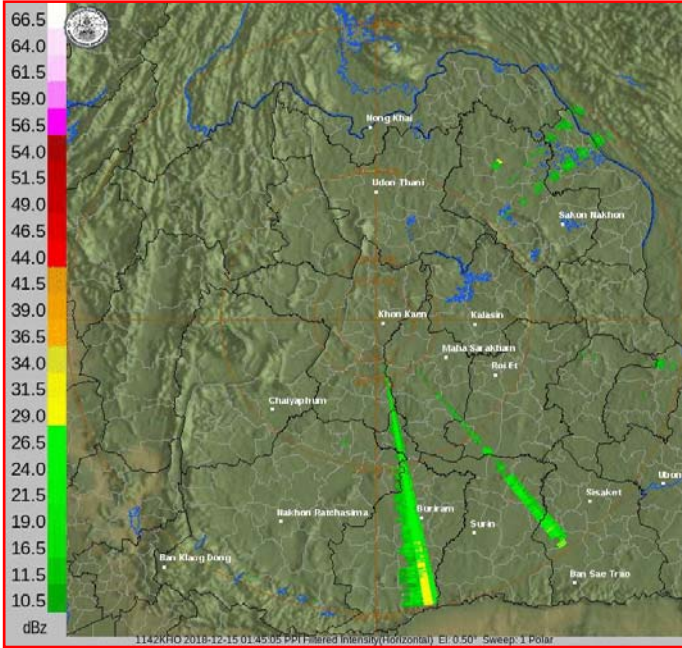 66.5
64.0
61.5
59.0
56.5
54.0
51.5
49.0
46.5
44.0
41.5
39.0
36.5
34.0
31.5
29.0
26.5
24.0
21.5
19.0
16.5
11.5
10.5
dBz
Nong Khai
Udon Thani
Sakon Nakhon
Khon Kaen
Kalasin
Maha Sarakham
Roi Et
Chaiyaphum
Nakhon Ratchasima
Buriram
Surin
Sisaket
Ubon
Ban Klang Dong
Ban Sae Trao
1142KHO 2018-12-15 01:45:05 PPI Filtered Intensity(Horizontal) El: 0.50° Sweep: 1 Polar